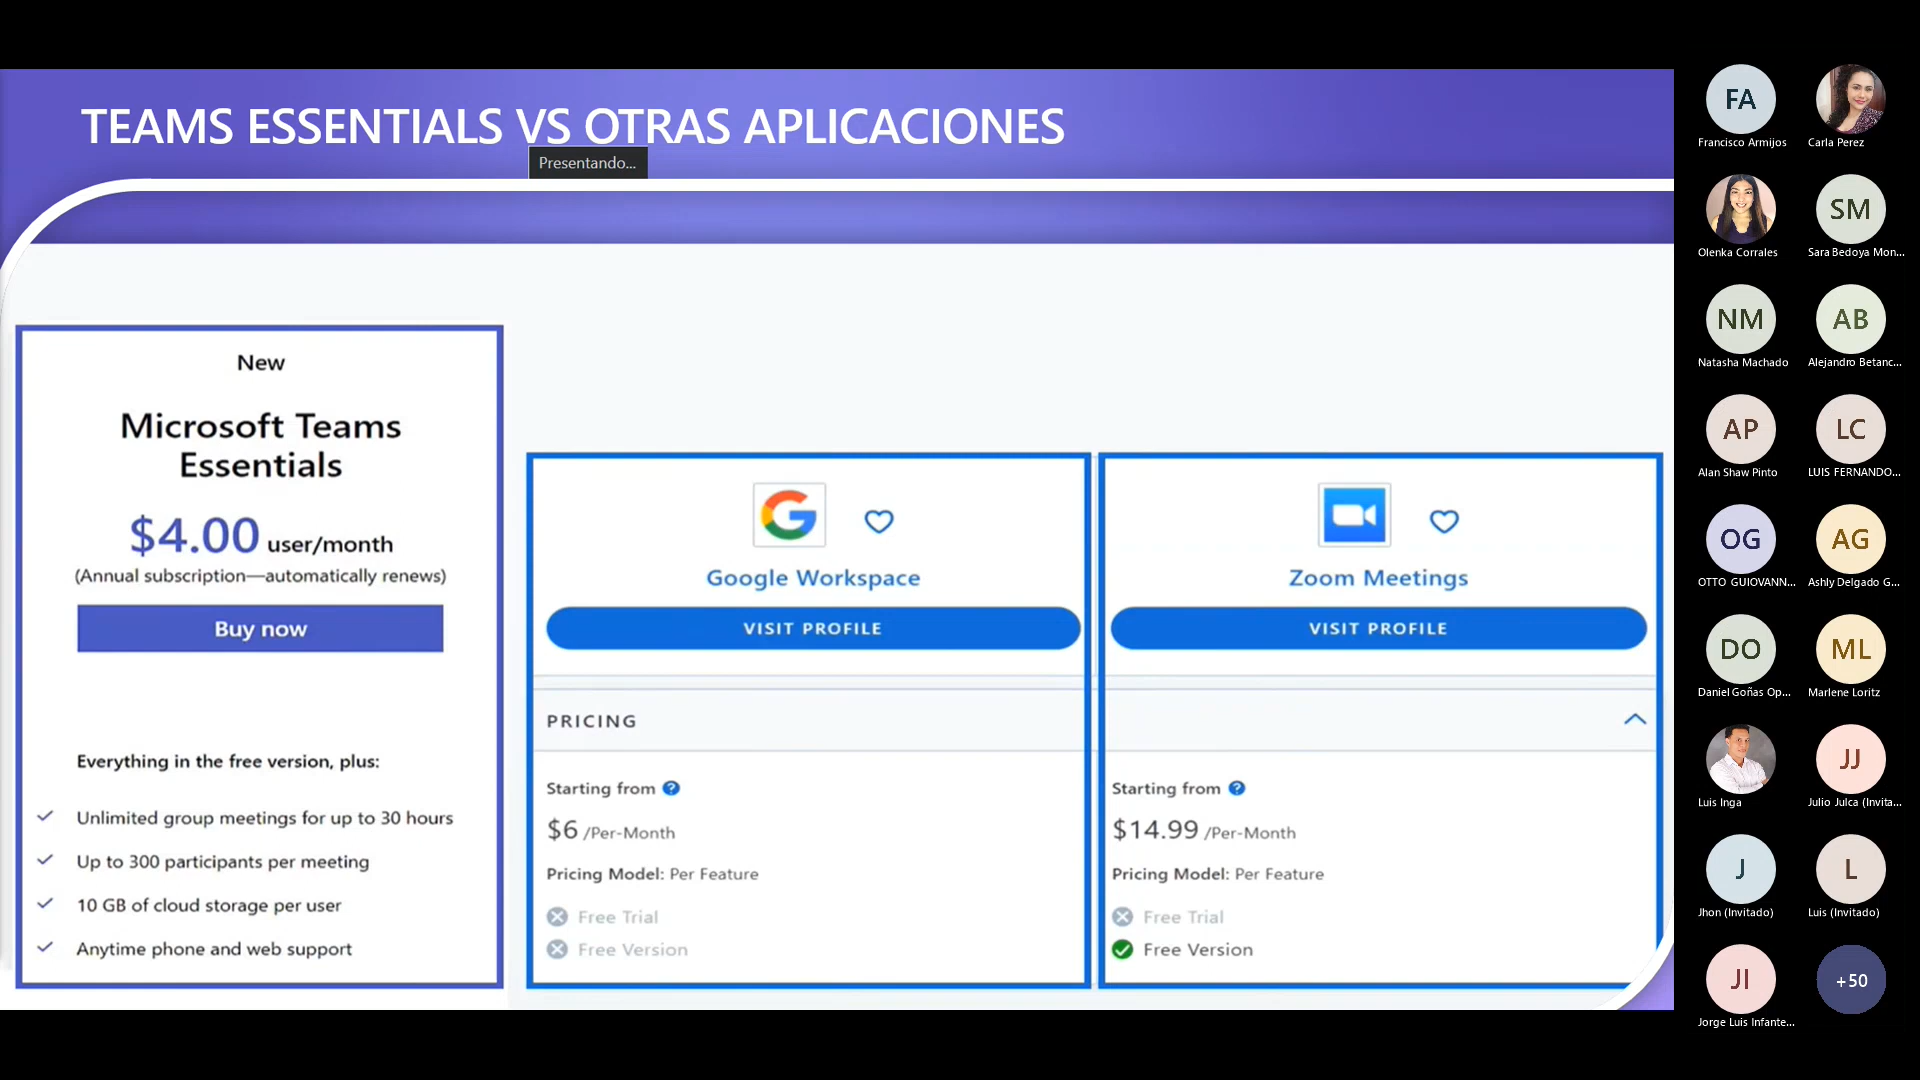 TEAMS ESSENTIALS VS OTRAS APLICACIONES
Presentando...
New
Microsoft Teams
Essentials
$4.00 user/month
(Annual subscription—automatically renews)
Buy now
Everything in the free version, plus:
Unlimited group meetings for up to 30 hours
Up to 300 participants per meeting
10 GB of cloud storage per user
Anytime phone and web support
Google Workspace
VISIT PROFILE
PRICING
Starting from ?
$6 /Per-Month
Pricing Model: Per Feature
Free Trial
Free Version
Zoom Meetings
VISIT PROFILE
Starting from ?
$14.99 /Per-Month
Pricing Model: Per Feature
Free Trial
Free Version
FA
Francisco Armijos
Carla Perez
Olenka Corrales
SM
Sara Bedoya Mon...
NM
Natasha Machado
AB
Alejandro Betanc...
AP
Alan Shaw Pinto
LC
LUIS FERNANDO...
OG
OTTO GUIOVANN...
AG
Ashly Delgado G...
DO
Daniel Goñas Op...
ML
Marlene Loritz
Luis Inga
JJ
Julio Julca (Invita...
J
Jhon (Invitado)
L
Luis (Invitado)
JI
Jorge Luis Infante...
+50